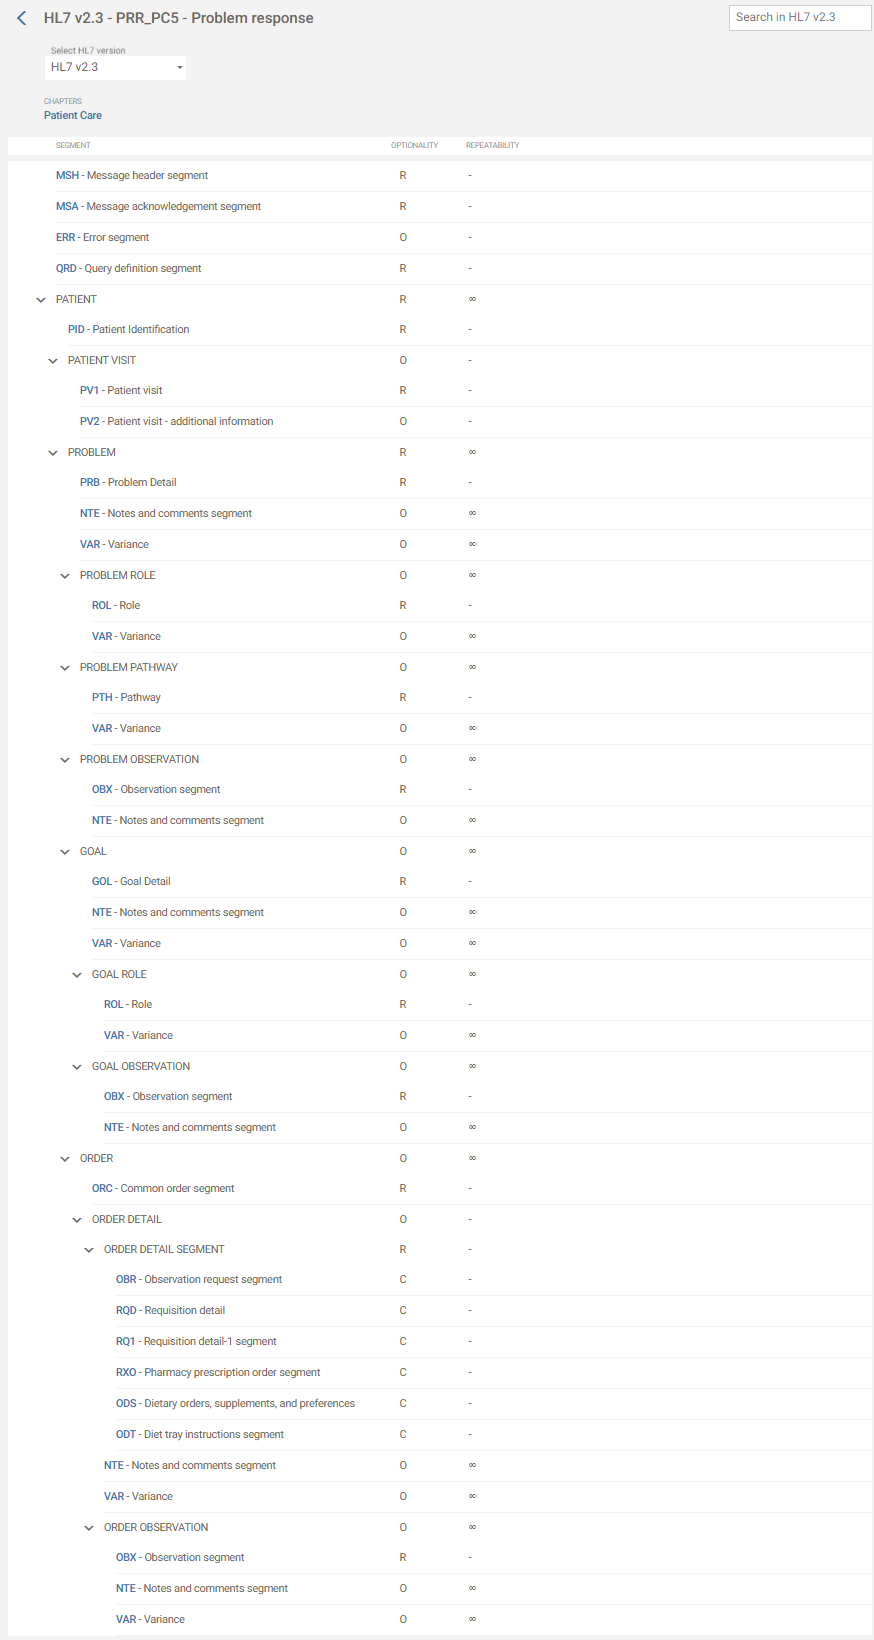 HL7 v2.3 - PRR_PC5 - Problem response
Search in HL7 v2.3
Select HL7 version
HL7 v2.3
CHAPTERS
Patient Care
SEGMENT OPTIONALITY REPEATABILITY
MSH - Message header segment R -
MSA - Message acknowledgement segment R -
ERR - Error segment O -
QRD - Query definition segment R -
PATIENT R ∞
PID - Patient Identification R -
PATIENT VISIT O -
PV1 - Patient visit R -
PV2 - Patient visit - additional information O -
PROBLEM R ∞
PRB - Problem Detail R -
NTE - Notes and comments segment O ∞
VAR - Variance O ∞
PROBLEM ROLE O ∞
ROL - Role R -
VAR - Variance O ∞
PROBLEM PATHWAY O ∞
PTH - Pathway R -
VAR - Variance O ∞
PROBLEM OBSERVATION O ∞
OBX - Observation segment R -
NTE - Notes and comments segment O ∞
GOAL O ∞
GOL - Goal Detail R -
NTE - Notes and comments segment O ∞
VAR - Variance O ∞
GOAL ROLE O ∞
ROL - Role R -
VAR - Variance O ∞
GOAL OBSERVATION O ∞
OBX - Observation segment R -
NTE - Notes and comments segment O ∞
ORDER O ∞
ORC - Common order segment R -
ORDER DETAIL O -
ORDER DETAIL SEGMENT R -
OBR - Observation request segment C -
RQD - Requisition detail C -
RQ1 - Requisition detail-1 segment C -
RXO - Pharmacy prescription order segment C -
ODS - Dietary orders, supplements, and preferences C -
ODT - Diet tray instructions segment C -
NTE - Notes and comments segment O ∞
VAR - Variance O ∞
ORDER OBSERVATION O ∞
OBX - Observation segment R -
NTE - Notes and comments segment O ∞
VAR - Variance O ∞